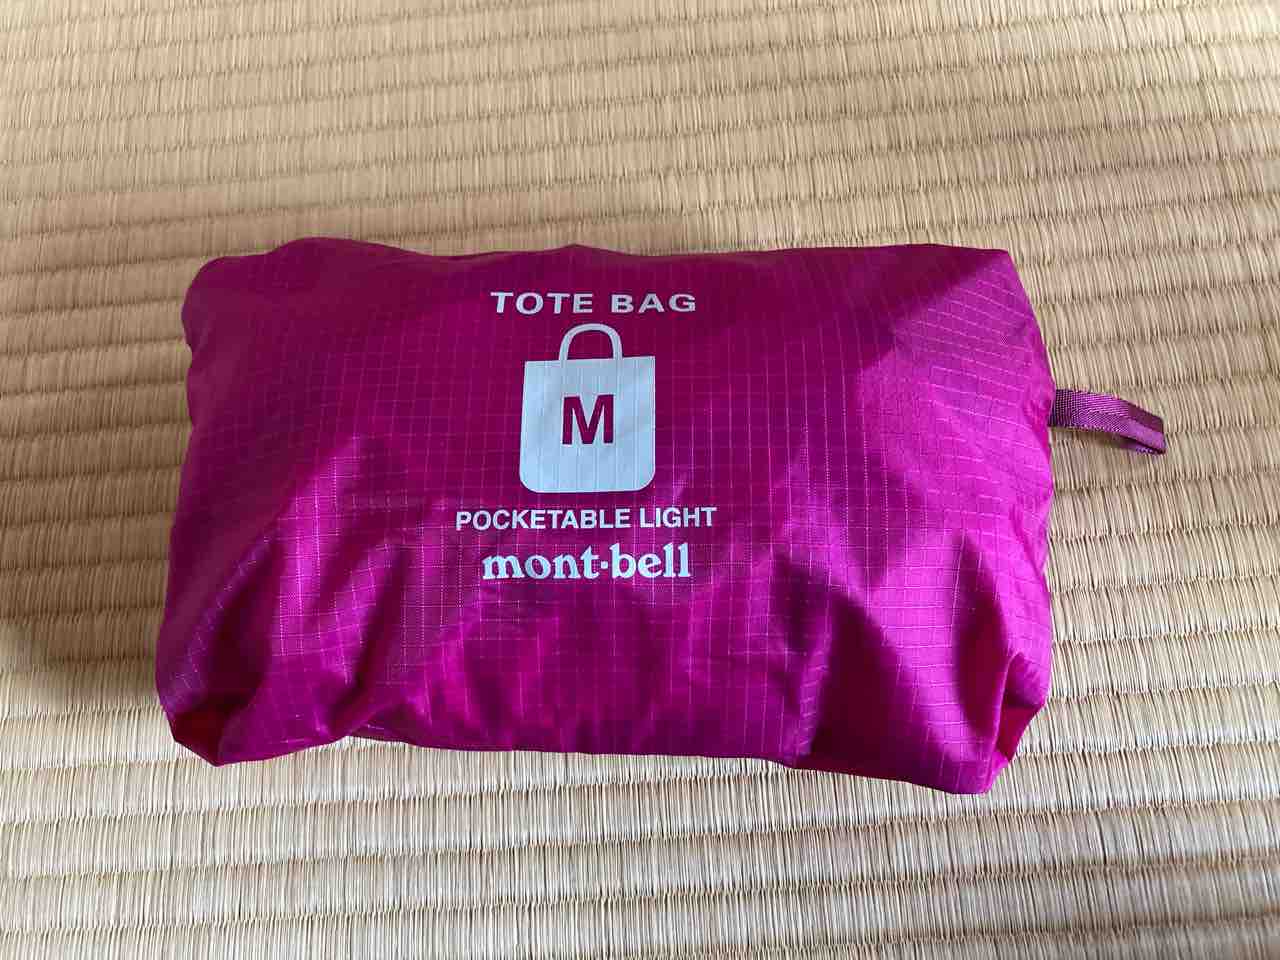 TOTE BAG
M
POCKETABLE LIGHT
mont·bell